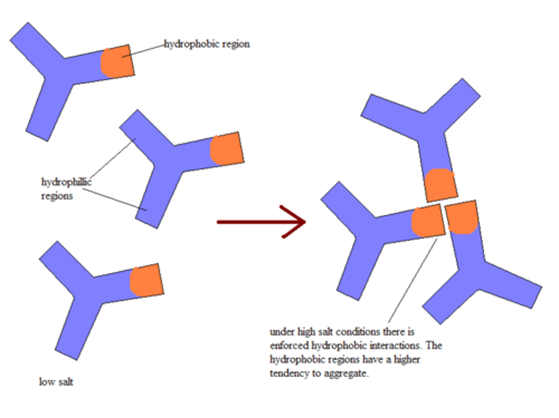 hydrophobic region
hydrophillic
regions
low salt
under high salt conditions there is
enforced hydrophobic interactions. The
hydrophobic regions have a higher
tendency to aggregate.